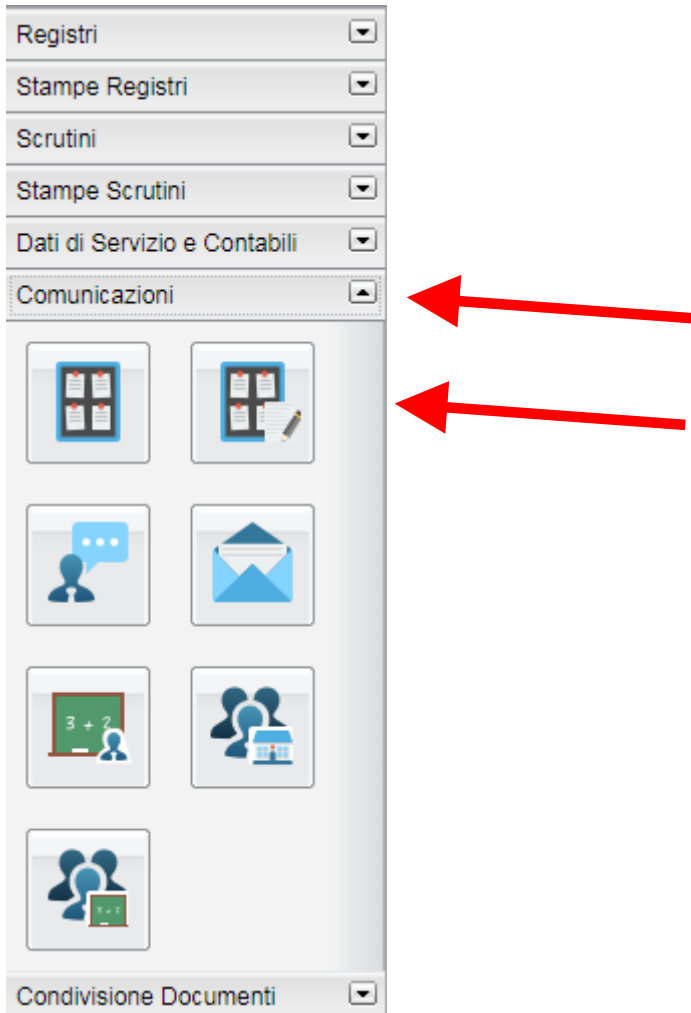 Registri
Stampe Registri
Scrutini
Stampe Scrutini
Dati di Servizio e Contabili
Comunicazioni
3 + 2
Condivisione Documenti